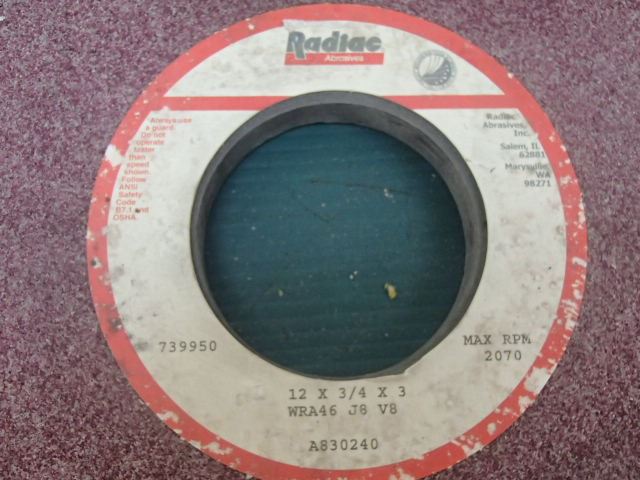 Radiac
Abrasives
Always use
a guard.
Do not
operate
faster
than
speed
shown.
Follow
ANSI
Safety
Code
B7.1 and
OSHA.
Radiac
Abrasives,
Inc.
Salem, IL
62881
Marysville,
WA
98271
739950
MAX RPM
2070
12 X 3/4 X 3
WRA46 J8 V8
A830240